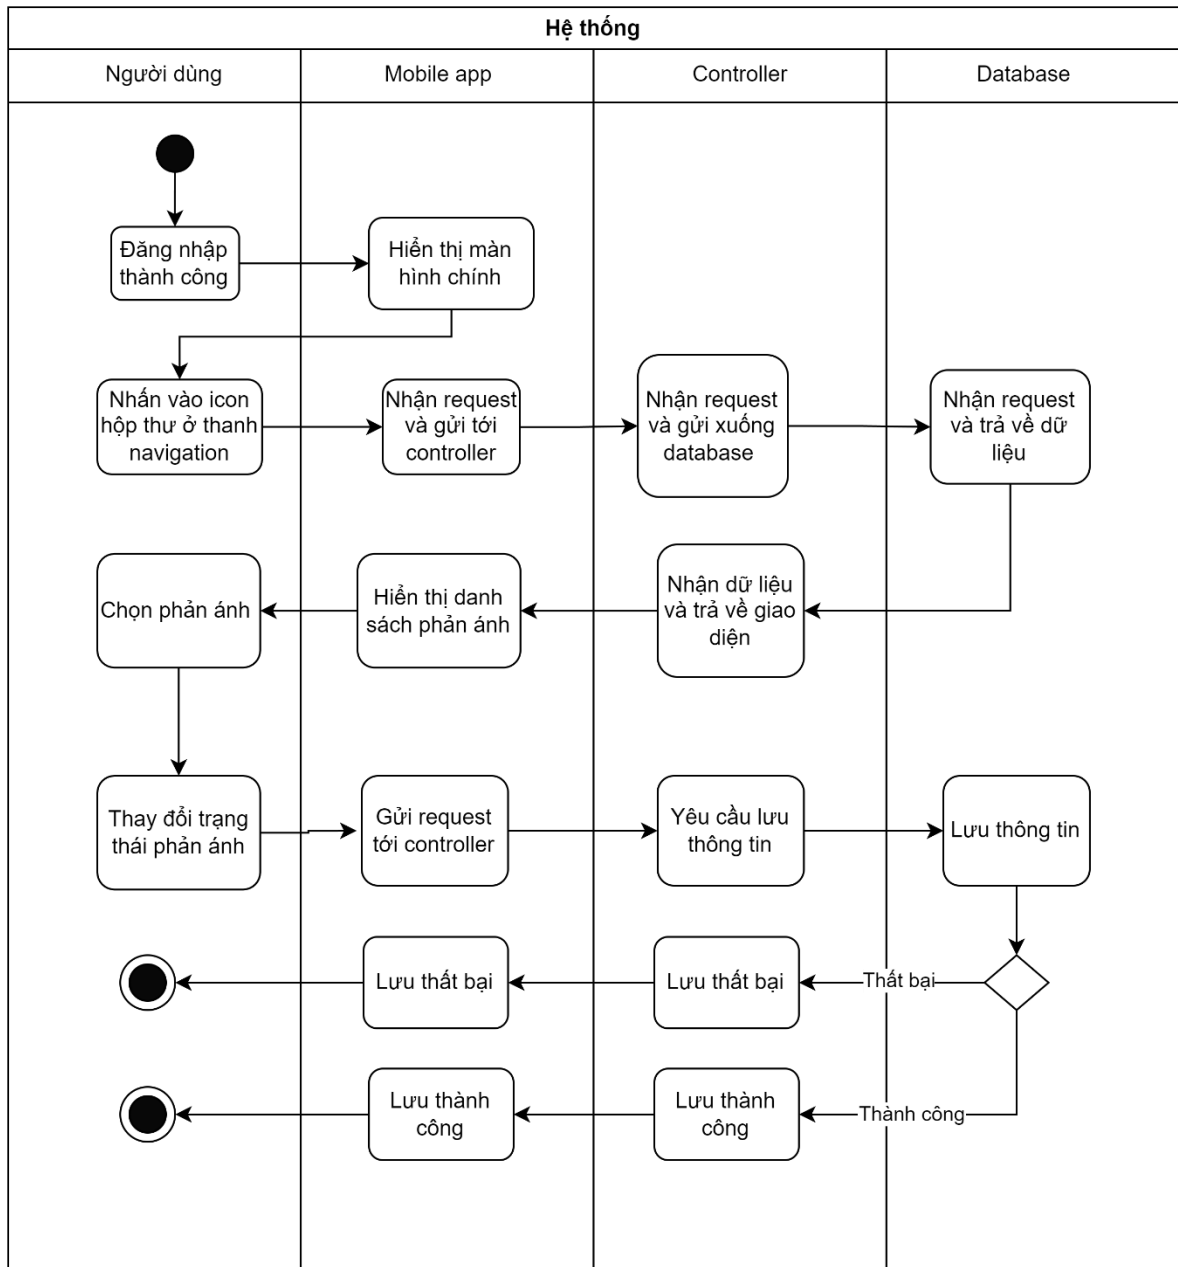 Hệ thống
Người dùng
Mobile app
Controller
Database
Đăng nhập
thành công
Hiển thị màn
hình chính
Nhấn vào icon
hộp thư ở thanh
navigation
Nhận request
và gửi tới
controller
Nhận request
và gửi xuống
database
Nhận request
và trả về dữ
liệu
Chọn phản ánh
Hiển thị danh
sách phản ánh
Nhận dữ liệu
và trả về giao
diện
Thay đổi trạng
thái phản ánh
Gửi request
tới controller
Yêu cầu lưu
thông tin
Lưu thông tin
Lưu thất bại
Lưu thất bại
Thất bại
Lưu thành
công
Lưu thành
công
Thành công